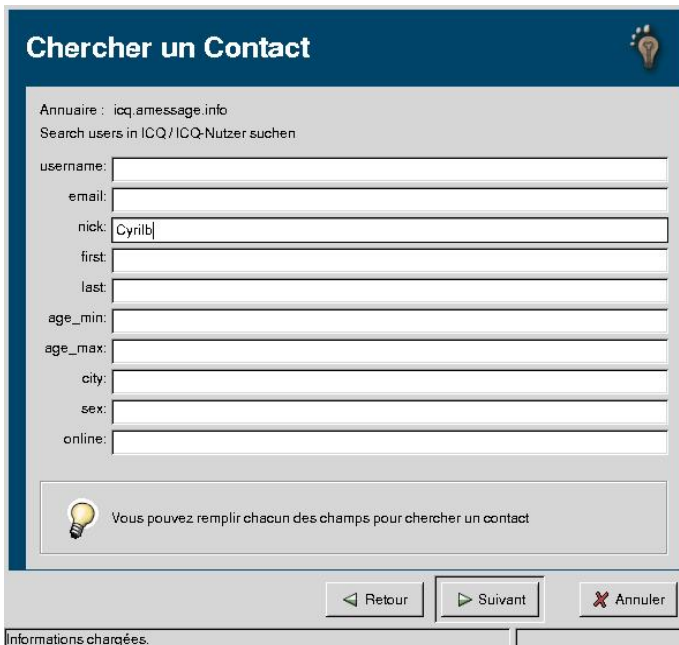 Chercher un Contact
Annuaire : icq.amessage.info
Search users in ICQ / ICQ-Nutzer suchen
username:
email:
nick: Cyrilb
first:
last:
age_min:
age_max:
city:
sex:
online:
Vous pouvez remplir chacun des champs pour chercher un contact
Retour Suivant Annuler
Informations chargées.